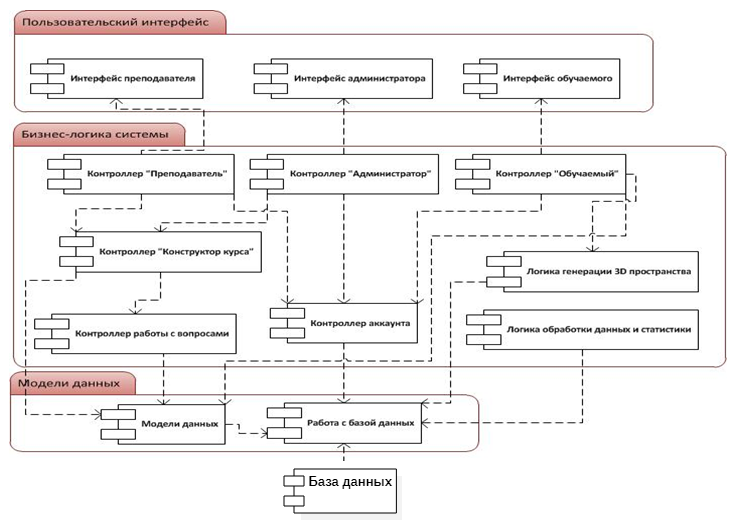 Пользовательский интерфейс
Интерфейс преподавателя
Интерфейс администратора
Интерфейс обучаемого
Бизнес-логика системы
Контроллер "Преподаватель"
Контроллер "Администратор"
Контроллер "Обучаемый"
Контроллер "Конструктор курса"
Логика генерации 3D пространства
Контроллер работы с вопросами
Контроллер аккаунта
Логика обработки данных и статистики
Модели данных
Модели данных
Работа с базой данных
База данных